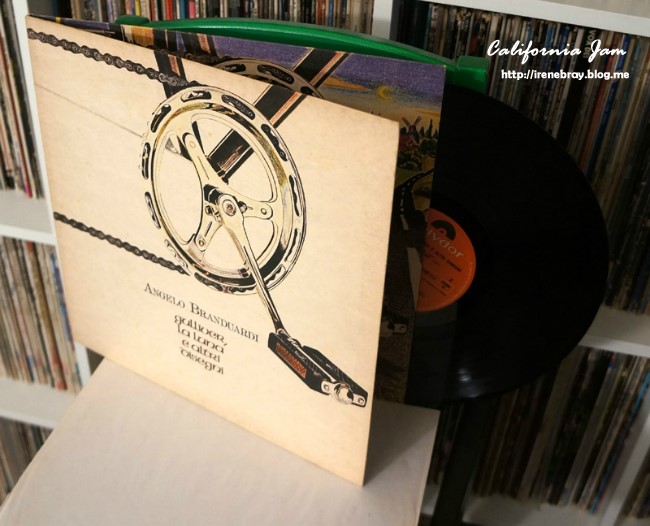 California Jam
http://irenebray.blog.me
Angelo Branduardi
gulliver,
la luna
e altri
disegni
Polydor